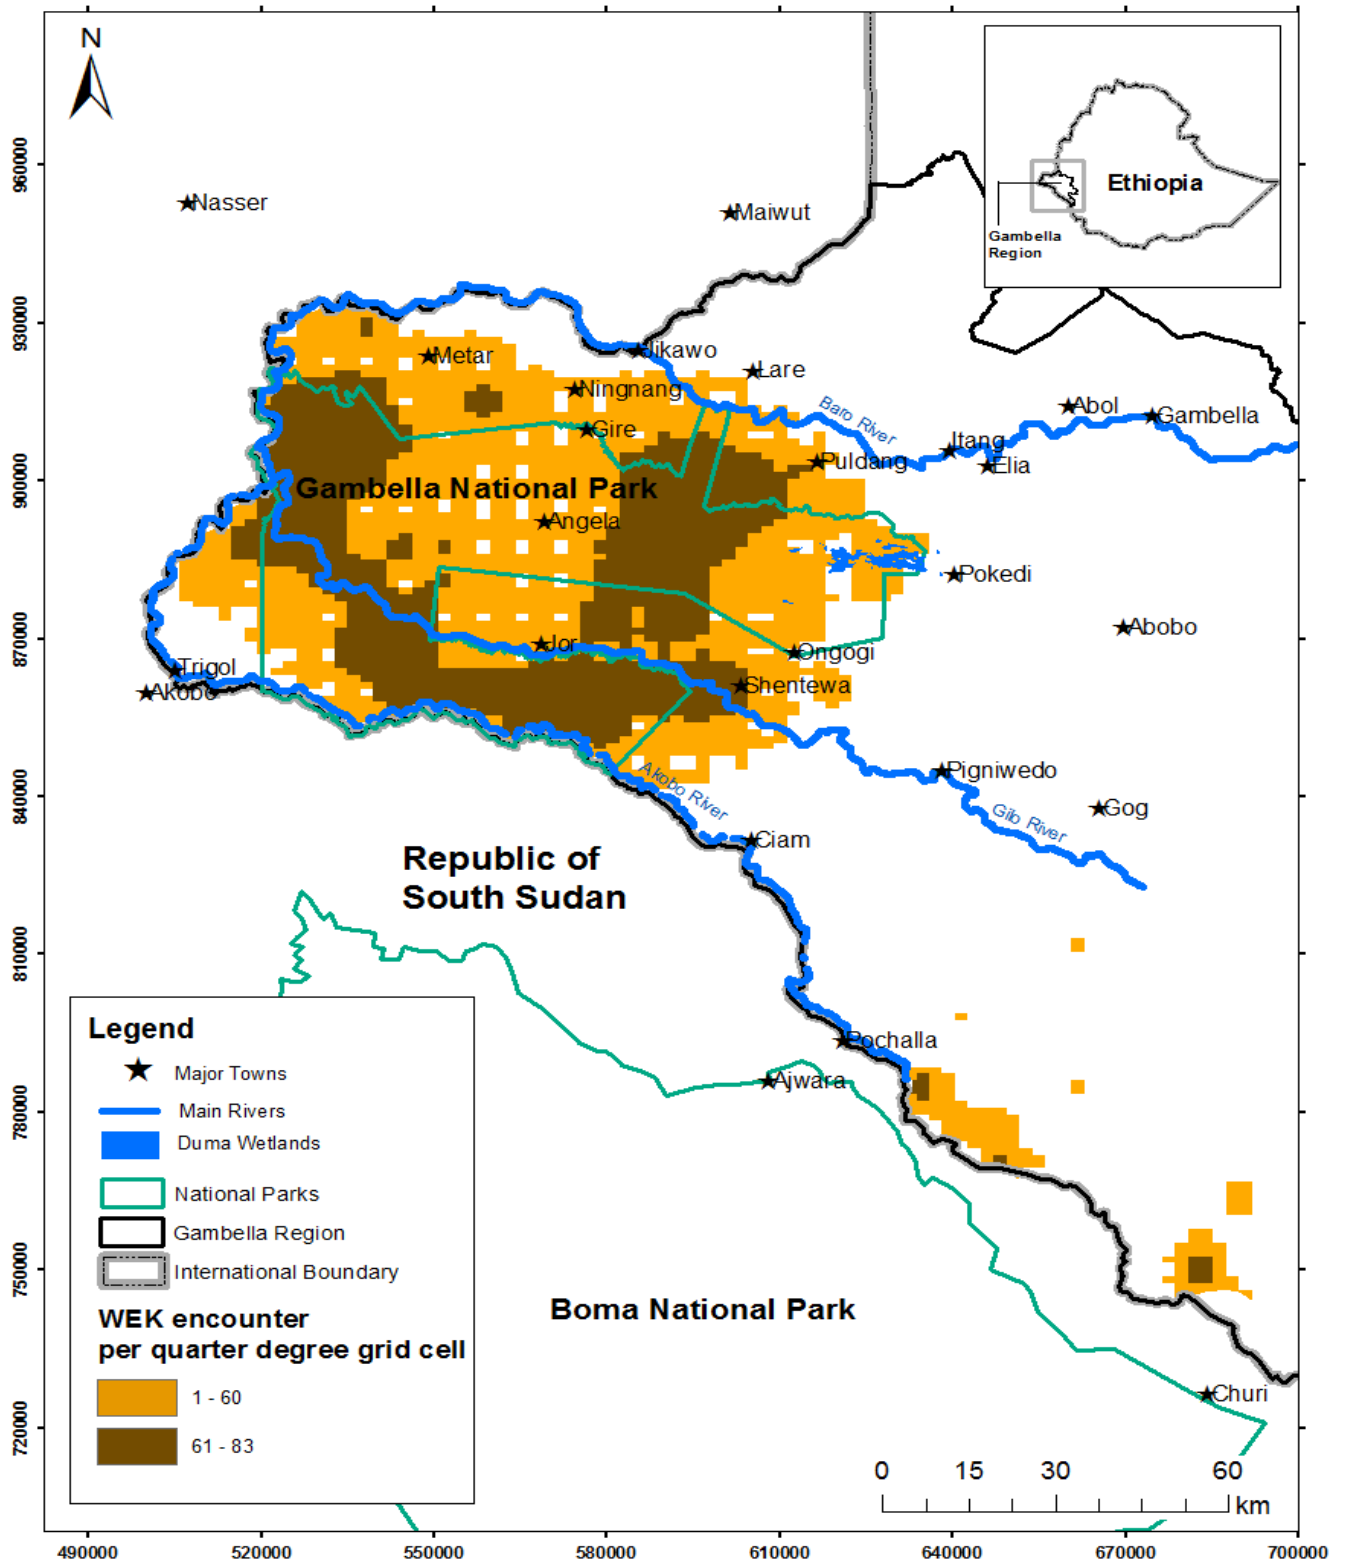 N
Ethiopia
Gambella
Region
Nasser
Maiwut
Jikawo
Metar
Lare
Ningnang
Baro River
Abol
Gambella
Gire
Itang
Puldang
Elia
Gambella National Park
Angela
Pokedi
Abobo
Jor
Ongogi
Trigol
Shentewa
Akobo
Pigniwedo
Akobo River
Gilo River
Gog
Ciam
Republic of
South Sudan
Pochalla
Ajwara
Boma National Park
Churi
Legend
Major Towns
Main Rivers
Duma Wetlands
National Parks
Gambella Region
International Boundary
WEK encounter
per quarter degree grid cell
1 - 60
61 - 83
0 15 30 60
km
960000
930000
900000
870000
840000
810000
780000
750000
720000
490000 520000 550000 580000 610000 640000 670000 700000